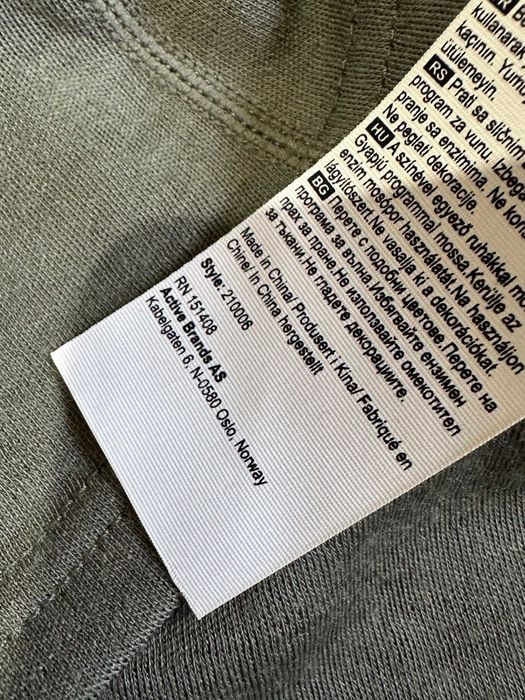 kullanarak
kaçının. Yumu
ütülemeyin.
RS Prati sa sličnim
program za vunu. Izbeg
pranje sa enzimima. Ne
Ne peglati dekoracije.
HU A színével egyező ruhákkal
Gyapjú programmal mossa.Kerülje az
enzim mosópor használatát.Na használjon
lágyítószert.Ne vasalja ki a dekorációkat
BG Перете с подобни цветове. Перете на
програма за вълна.Избягвайте ензимен
прах за пране.Не използвайте омекотител
за тъкани.Не гладете декорациите.
Made in China/ Produsert i Kina/ Fabriqué en
Chine/ In China hergestellt
Style: 210006
RN 151408
Active Brands AS
Kabelgaten 6, N-0580 Oslo, Norway